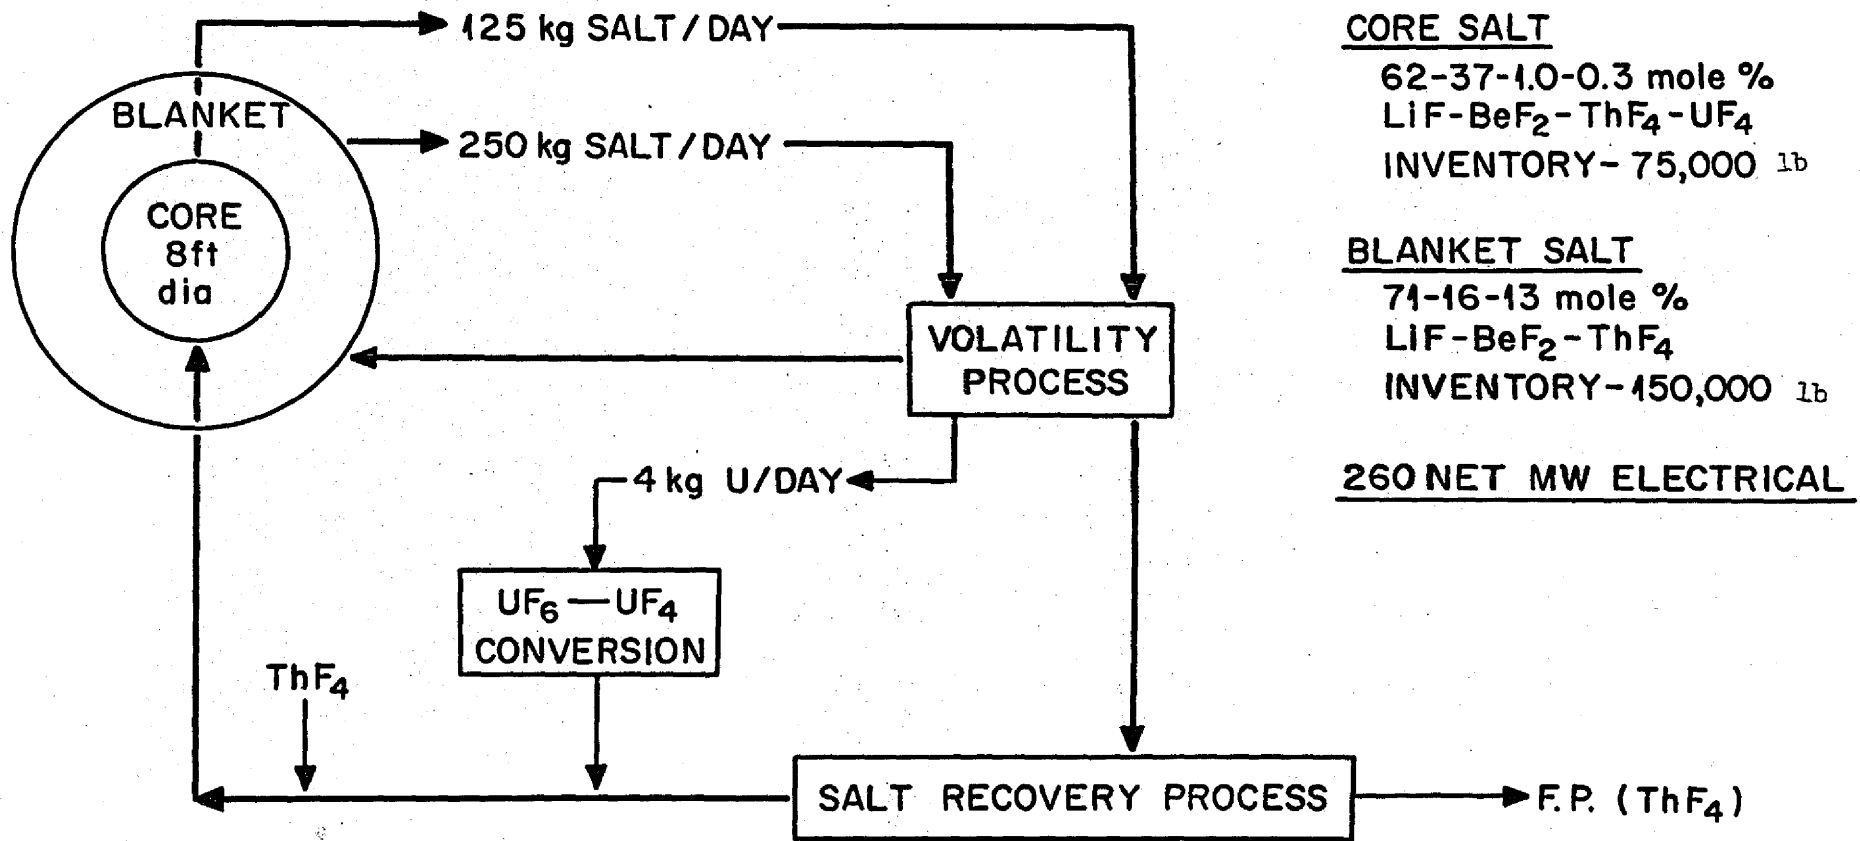 125 kg SALT/DAY
BLANKET
250 kg SALT/DAY
CORE
8ft
dia
VOLATILITY
PROCESS
4 kg U/DAY
UF₆ — UF₄
CONVERSION
ThF₄
SALT RECOVERY PROCESS
F.P. (ThF₄)
CORE SALT
62-37-1.0-0.3 mole %
LiF-BeF₂-ThF₄-UF₄
INVENTORY- 75,000 lb
BLANKET SALT
71-16-13 mole %
LiF-BeF₂-ThF₄
INVENTORY-150,000 lb
260 NET MW ELECTRICAL